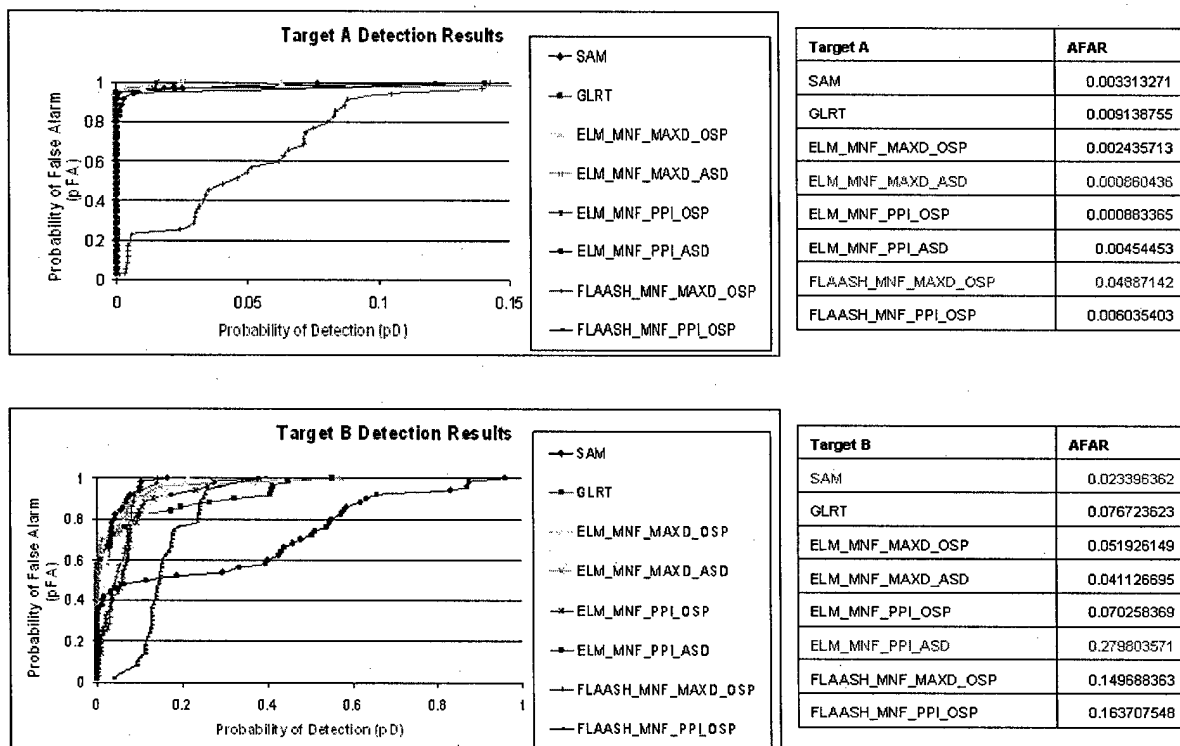 Target A Detection Results
Probability of False Alarm
(pFA)
1
0.8
0.6
0.4
0.2
0
0
0.05
0.1
0.15
Probability of Detection (pD)
SAM
GLRT
ELM_MNF_MAXD_OSP
ELM_MNF_MAXD_ASD
ELM_MNF_PPI_OSP
ELM_MNF_PPI_ASD
FLAASH_MNF_MAXD_OSP
FLAASH_MNF_PPI_OSP
Target A AFAR
SAM 0.003313271
GLRT 0.009138755
ELM_MNF_MAXD_OSP 0.002435713
ELM_MNF_MAXD_ASD 0.000860436
ELM_MNF_PPI_OSP 0.000883365
ELM_MNF_PPI_ASD 0.00454453
FLAASH_MNF_MAXD_OSP 0.04887142
FLAASH_MNF_PPI_OSP 0.006035403
Target B Detection Results
Probability of False Alarm
(pFA)
1
0.8
0.6
0.4
0.2
0
0
0.2
0.4
0.6
0.8
1
Probability of Detection (pD)
SAM
GLRT
ELM_MNF_MAXD_OSP
ELM_MNF_MAXD_ASD
ELM_MNF_PPI_OSP
ELM_MNF_PPI_ASD
FLAASH_MNF_MAXD_OSP
FLAASH_MNF_PPI_OSP
Target B AFAR
SAM 0.023396362
GLRT 0.076723623
ELM_MNF_MAXD_OSP 0.051926149
ELM_MNF_MAXD_ASD 0.041126695
ELM_MNF_PPI_OSP 0.070258369
ELM_MNF_PPI_ASD 0.279803571
FLAASH_MNF_MAXD_OSP 0.149688363
FLAASH_MNF_PPI_OSP 0.163707548